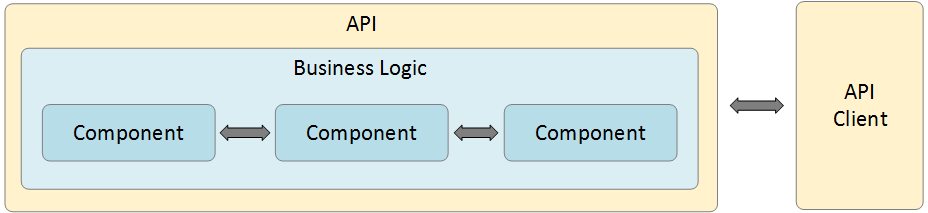 API
Business Logic
Component
Component
Component
API
Client